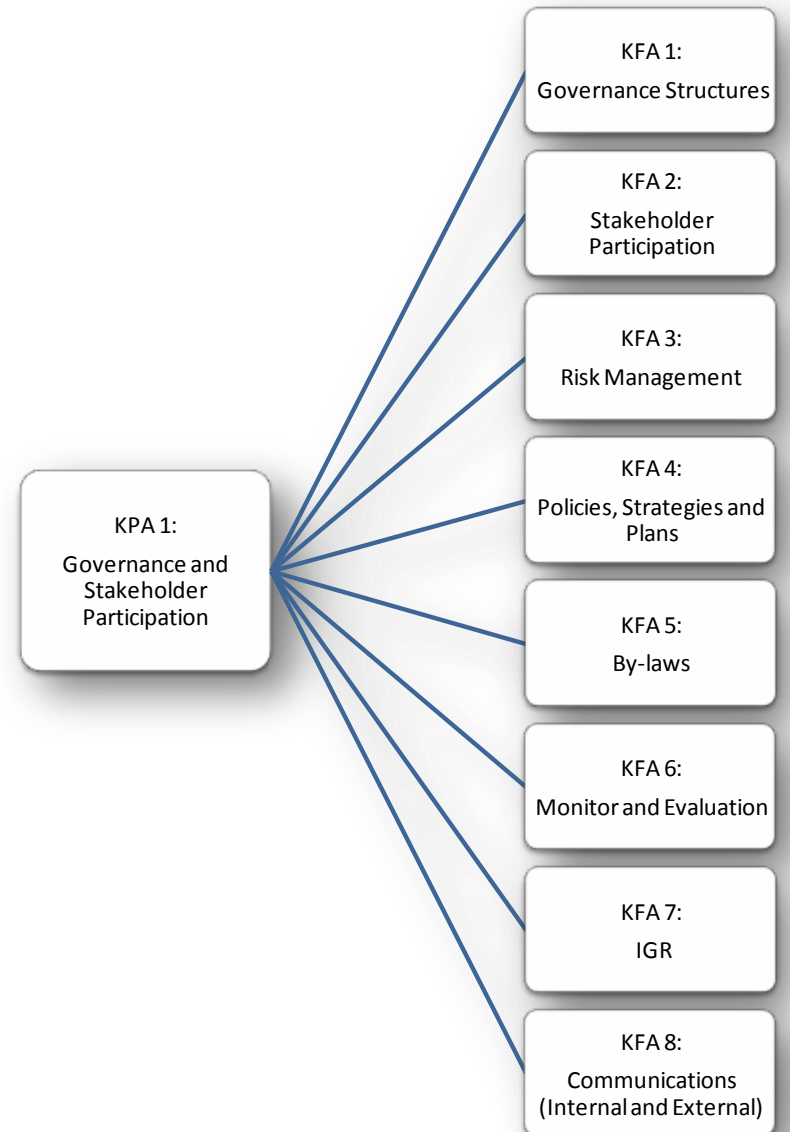 KPA 1:
Governance and
Stakeholder
Participation
KFA 1:
Governance Structures
KFA 2:
Stakeholder
Participation
KFA 3:
Risk Management
KFA 4:
Policies, Strategies and
Plans
KFA 5:
By-laws
KFA 6:
Monitor and Evaluation
KFA 7:
IGR
KFA 8:
Communications
(Internal and External)